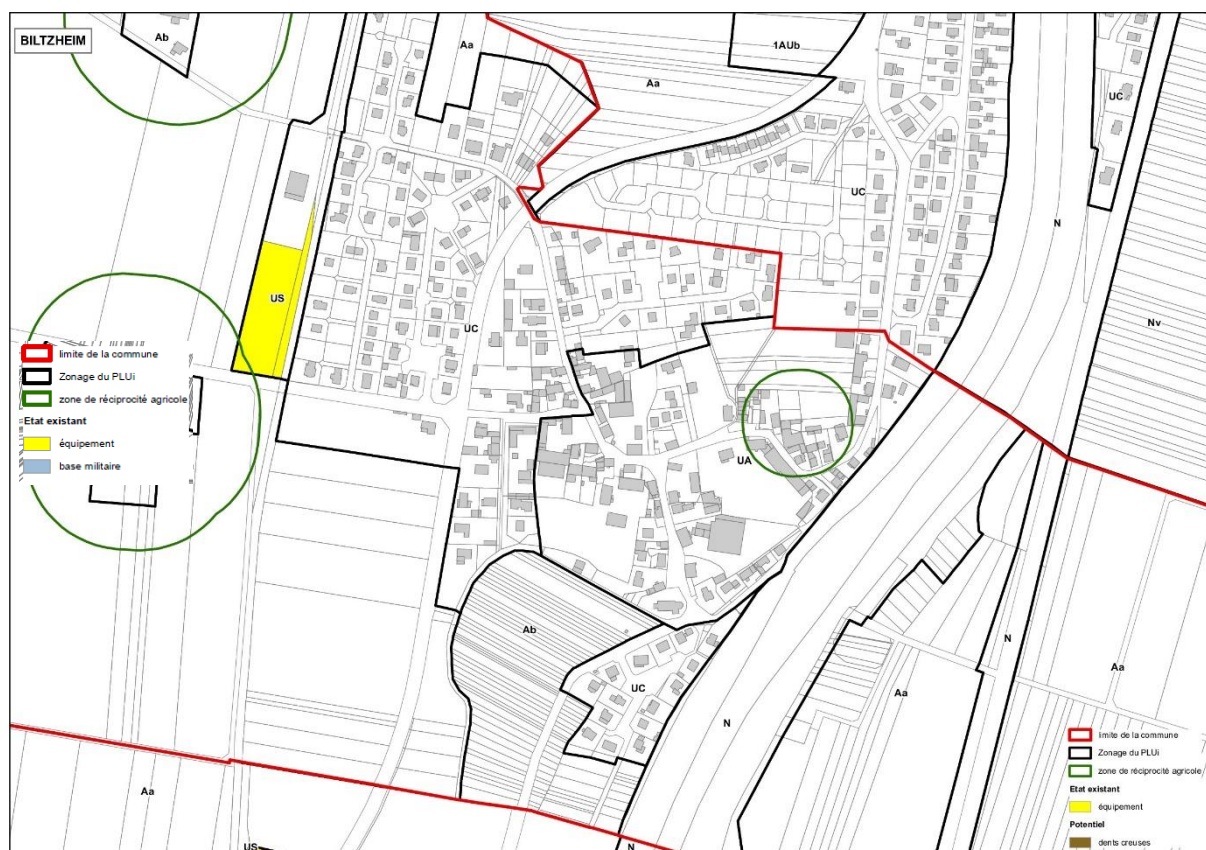 BILTZHEIM
Ab
Aa
1AUb
Aa
UC
UC
N
US
Nv
UC
limite de la commune
Zonage du PLUi
zone de réciprocité agricole
Etat existant
équipement
base militaire
UA
Ab
N
Aa
UC
Aa
N
limite de la commune
Zonage du PLUi
zone de réciprocité agricole
Aa
Etat existant
équipement
Potentiel
dents creuses
US
N